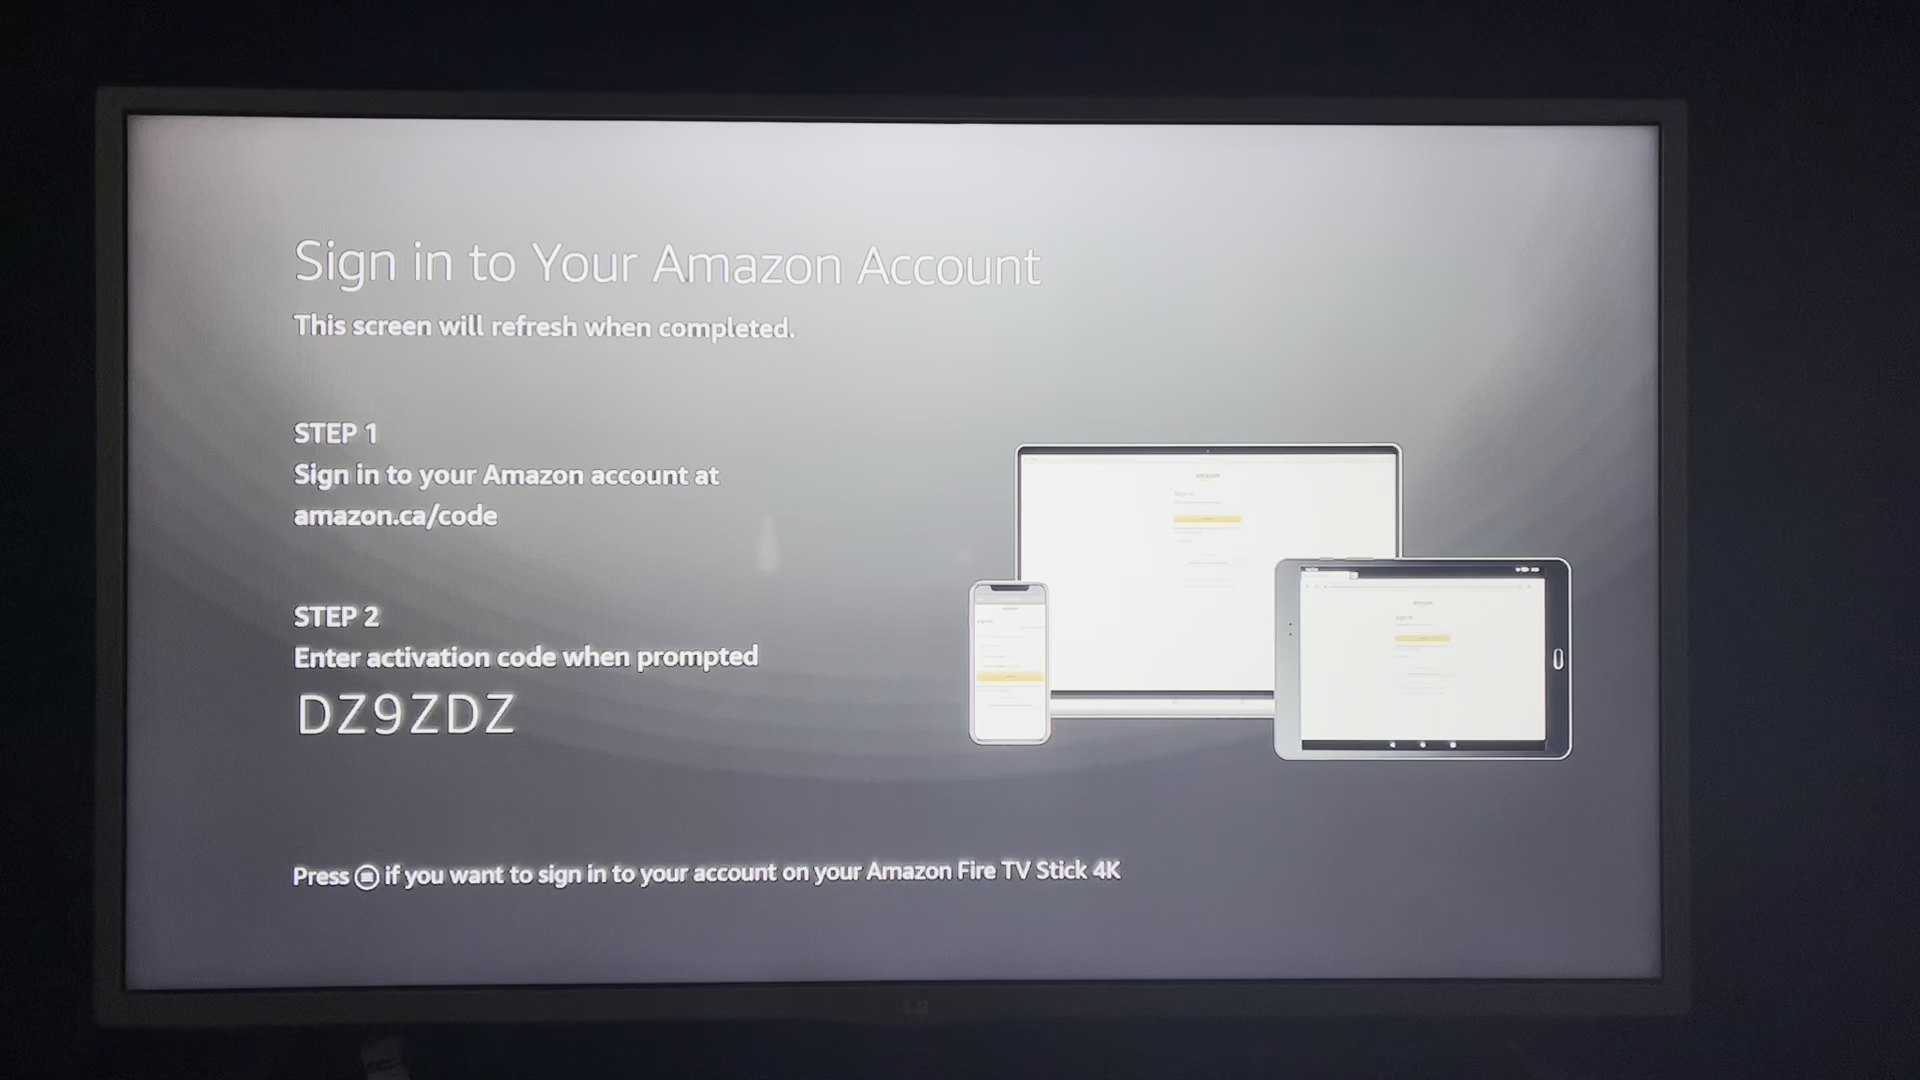 Sign in to Your Amazon Account
This screen will refresh when completed.
STEP 1
Sign in to your Amazon account at
amazon.ca/code
STEP 2
Enter activation code when prompted
DZ9ZDZ
Press if you want to sign in to your account on your Amazon Fire TV Stick 4K
amazon
LG